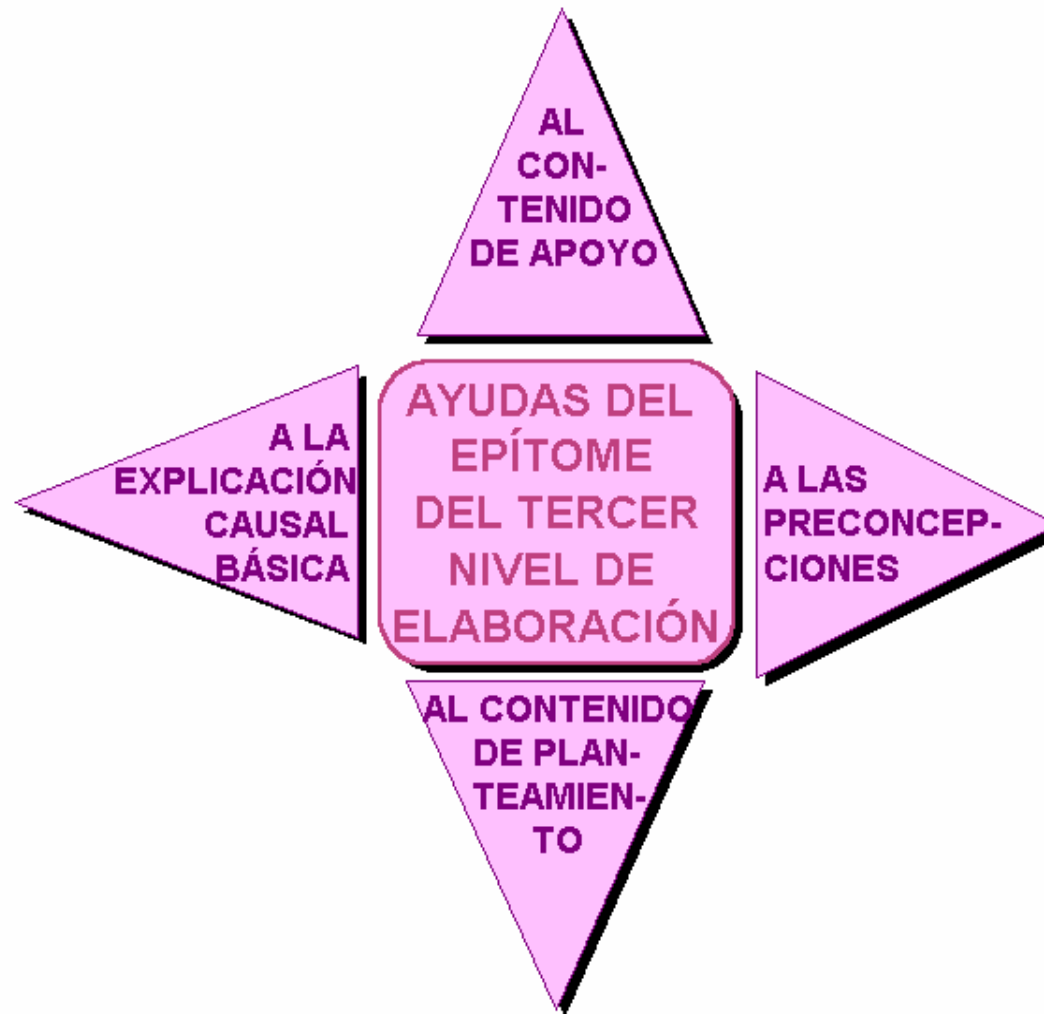 AL
CON-
TENIDO
DE APOYO
A LA
EXPLICACIÓN
CAUSAL
BÁSICA
AYUDAS DEL
EPÍTOME
DEL TERCER
NIVEL DE
ELABORACIÓN
A LAS
PRECONCEP-
CIONES
AL CONTENIDO
DE PLAN-
TEAMIEN-
TO